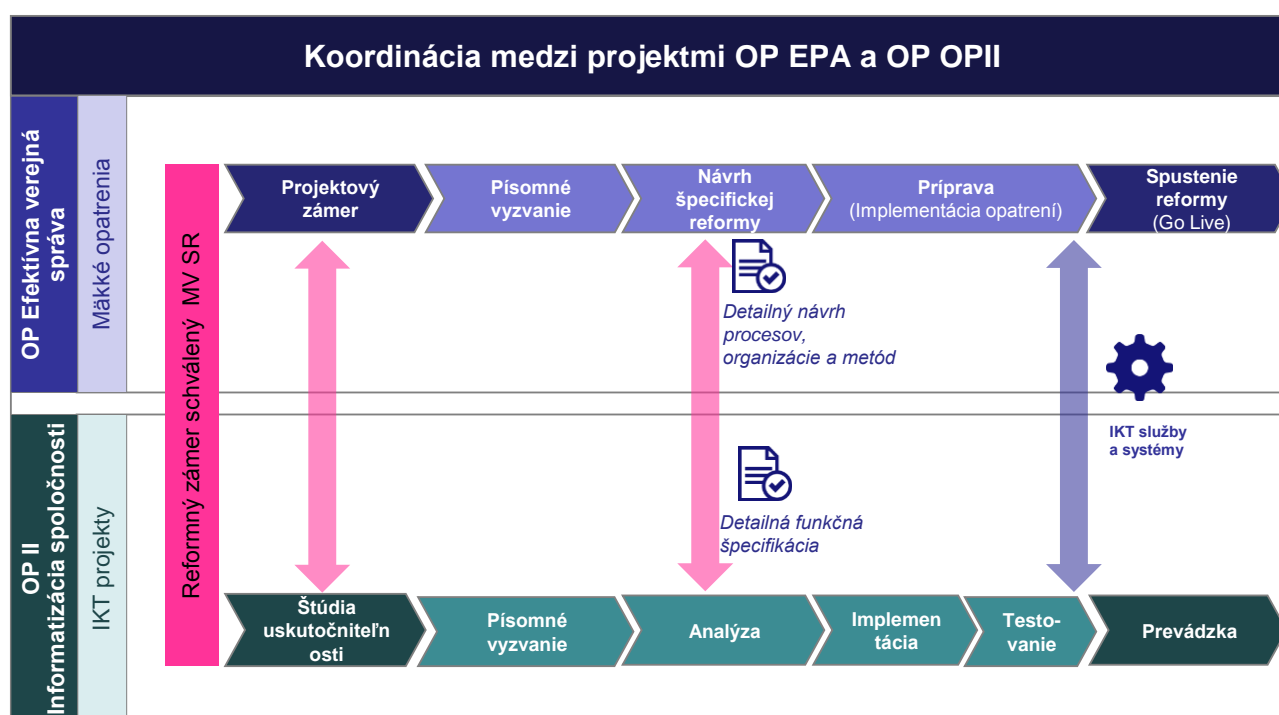 Koordinácia medzi projektmi OP EPA a OP OPII
OP Efektívna verejná
správa
Mäkké opatrenia
Reformný zámer schválený MV SR
Projektový
zámer
Písomné
vyzvanie
Návrh
špecifickej
reformy
Príprava
(Implementácia opatrení)
Spustenie
reformy
(Go Live)
Detailný návrh
procesov,
organizácie a metód
IKT služby
a systémy
OP II
Informatizácia spoločnosti
IKT projekty
Detailná funkčná
špecifikácia
Štúdia
uskutočniteľn
osti
Písomné
vyzvanie
Analýza
Implemen
tácia
Testo-
vanie
Prevádzka